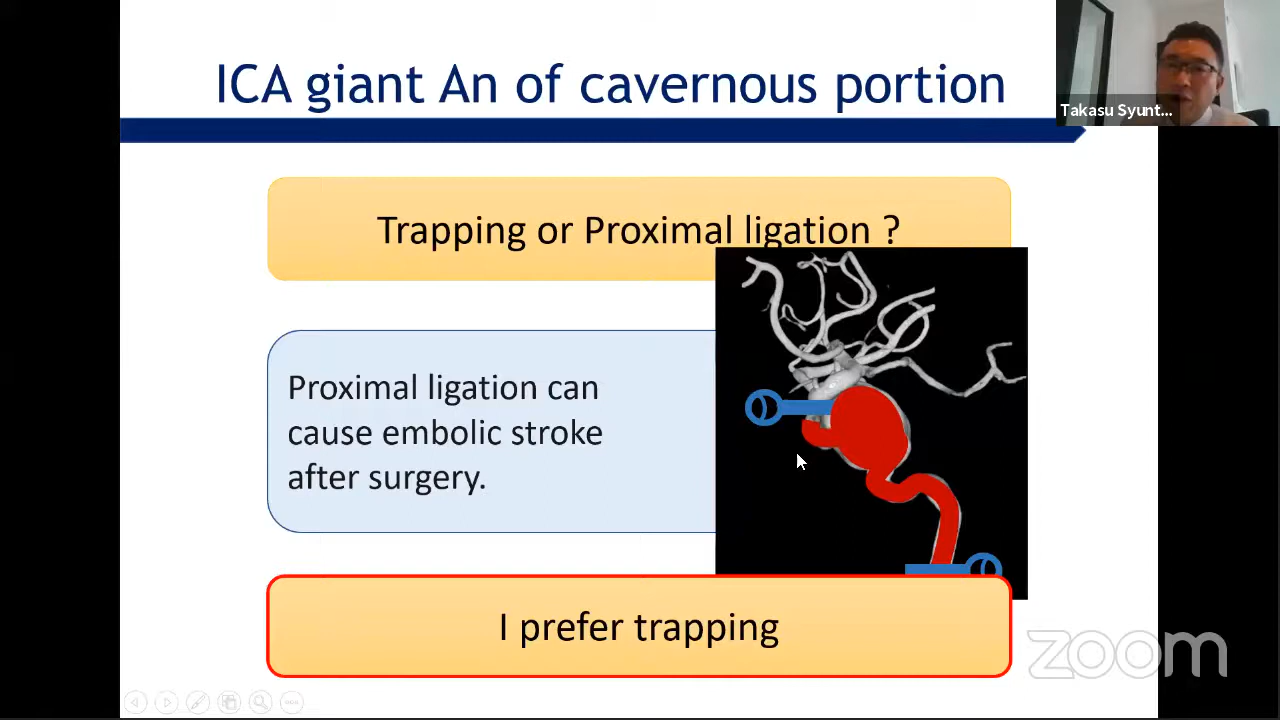 ICA giant An of cavernous portion
Takasu Syunt...
Trapping or Proximal ligation ?
Proximal ligation can
cause embolic stroke
after surgery.
I prefer trapping
zoom